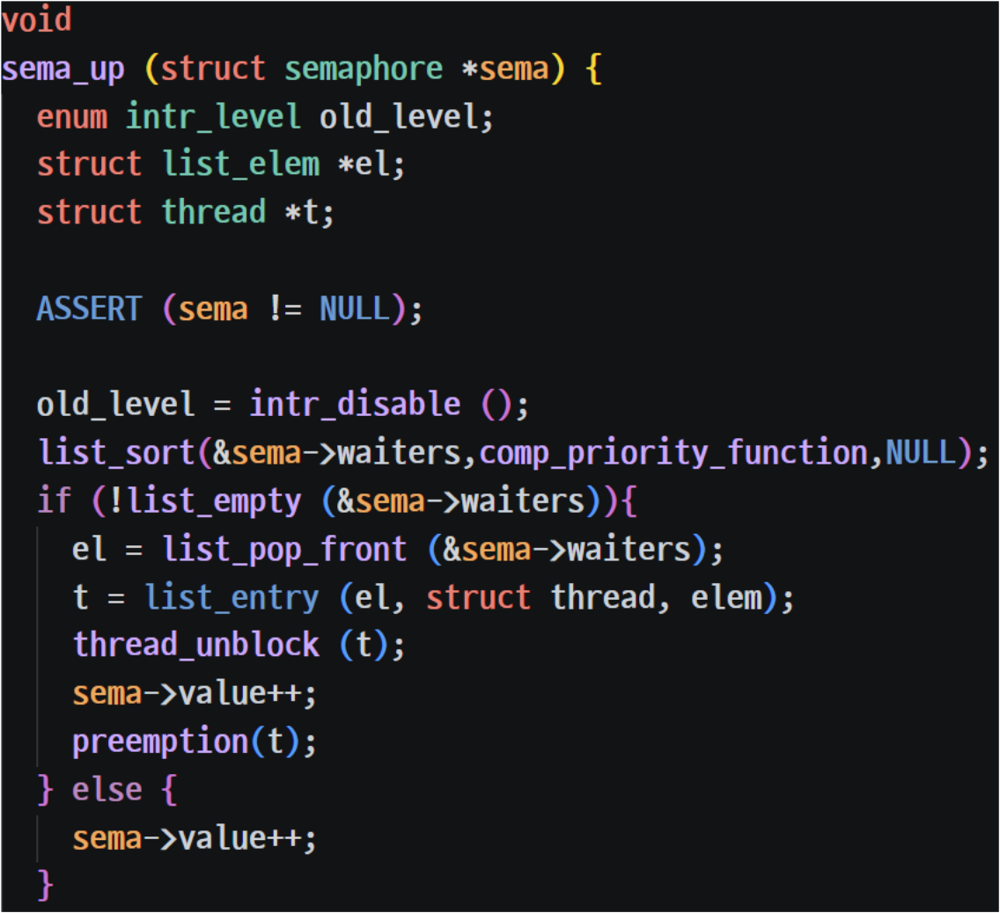 void
sema_up (struct semaphore *sema) {
  enum intr_level old_level;
  struct list_elem *el;
  struct thread *t;

  ASSERT (sema != NULL);

  old_level = intr_disable ();
  list_sort(&sema->waiters,comp_priority_function,NULL);
  if (!list_empty (&sema->waiters)){
    el = list_pop_front (&sema->waiters);
    t = list_entry (el, struct thread, elem);
    thread_unblock (t);
    sema->value++;
    preemption(t);
  } else {
    sema->value++;
  }